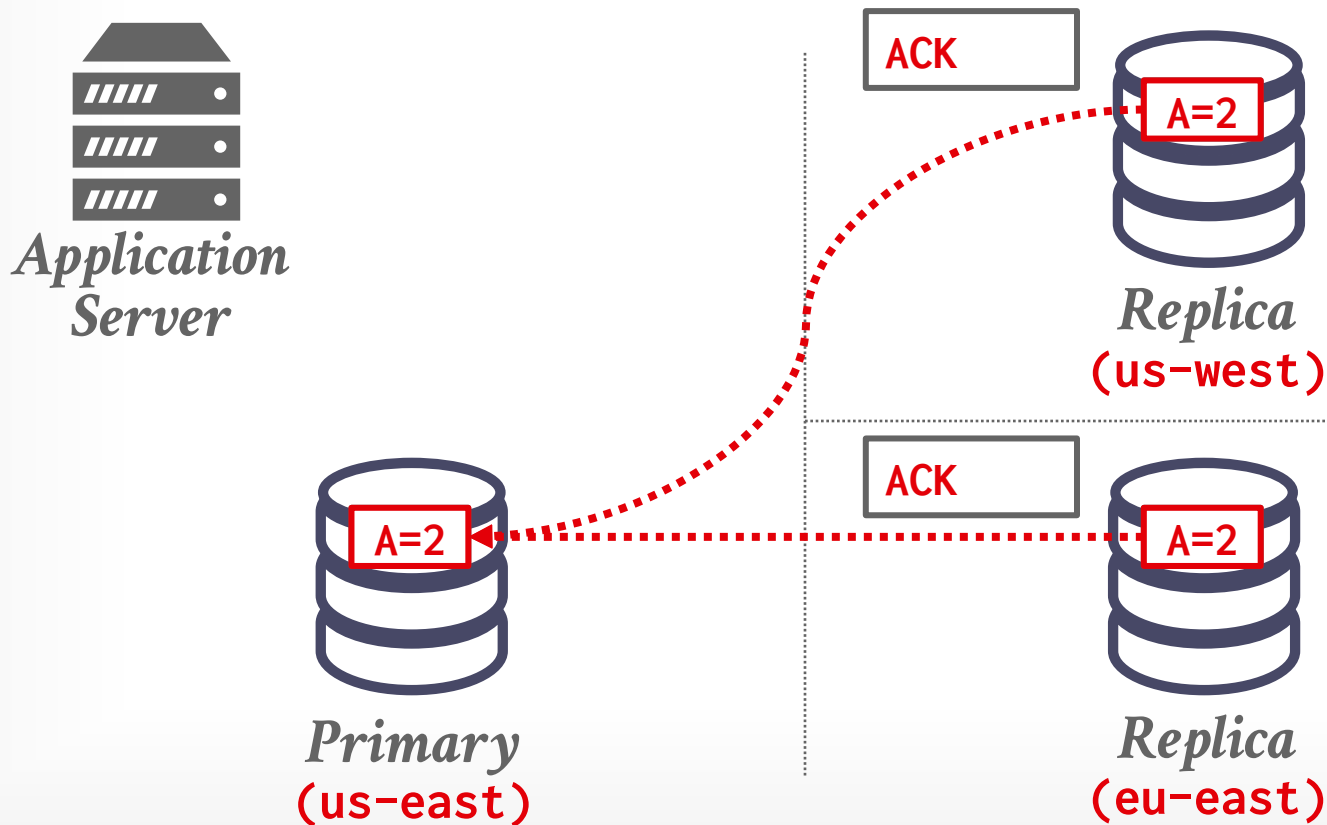 ACK
A=2
Application
Server
Replica
(us-west)
ACK
A=2
A=2
Primary
(us-east)
Replica
(eu-east)